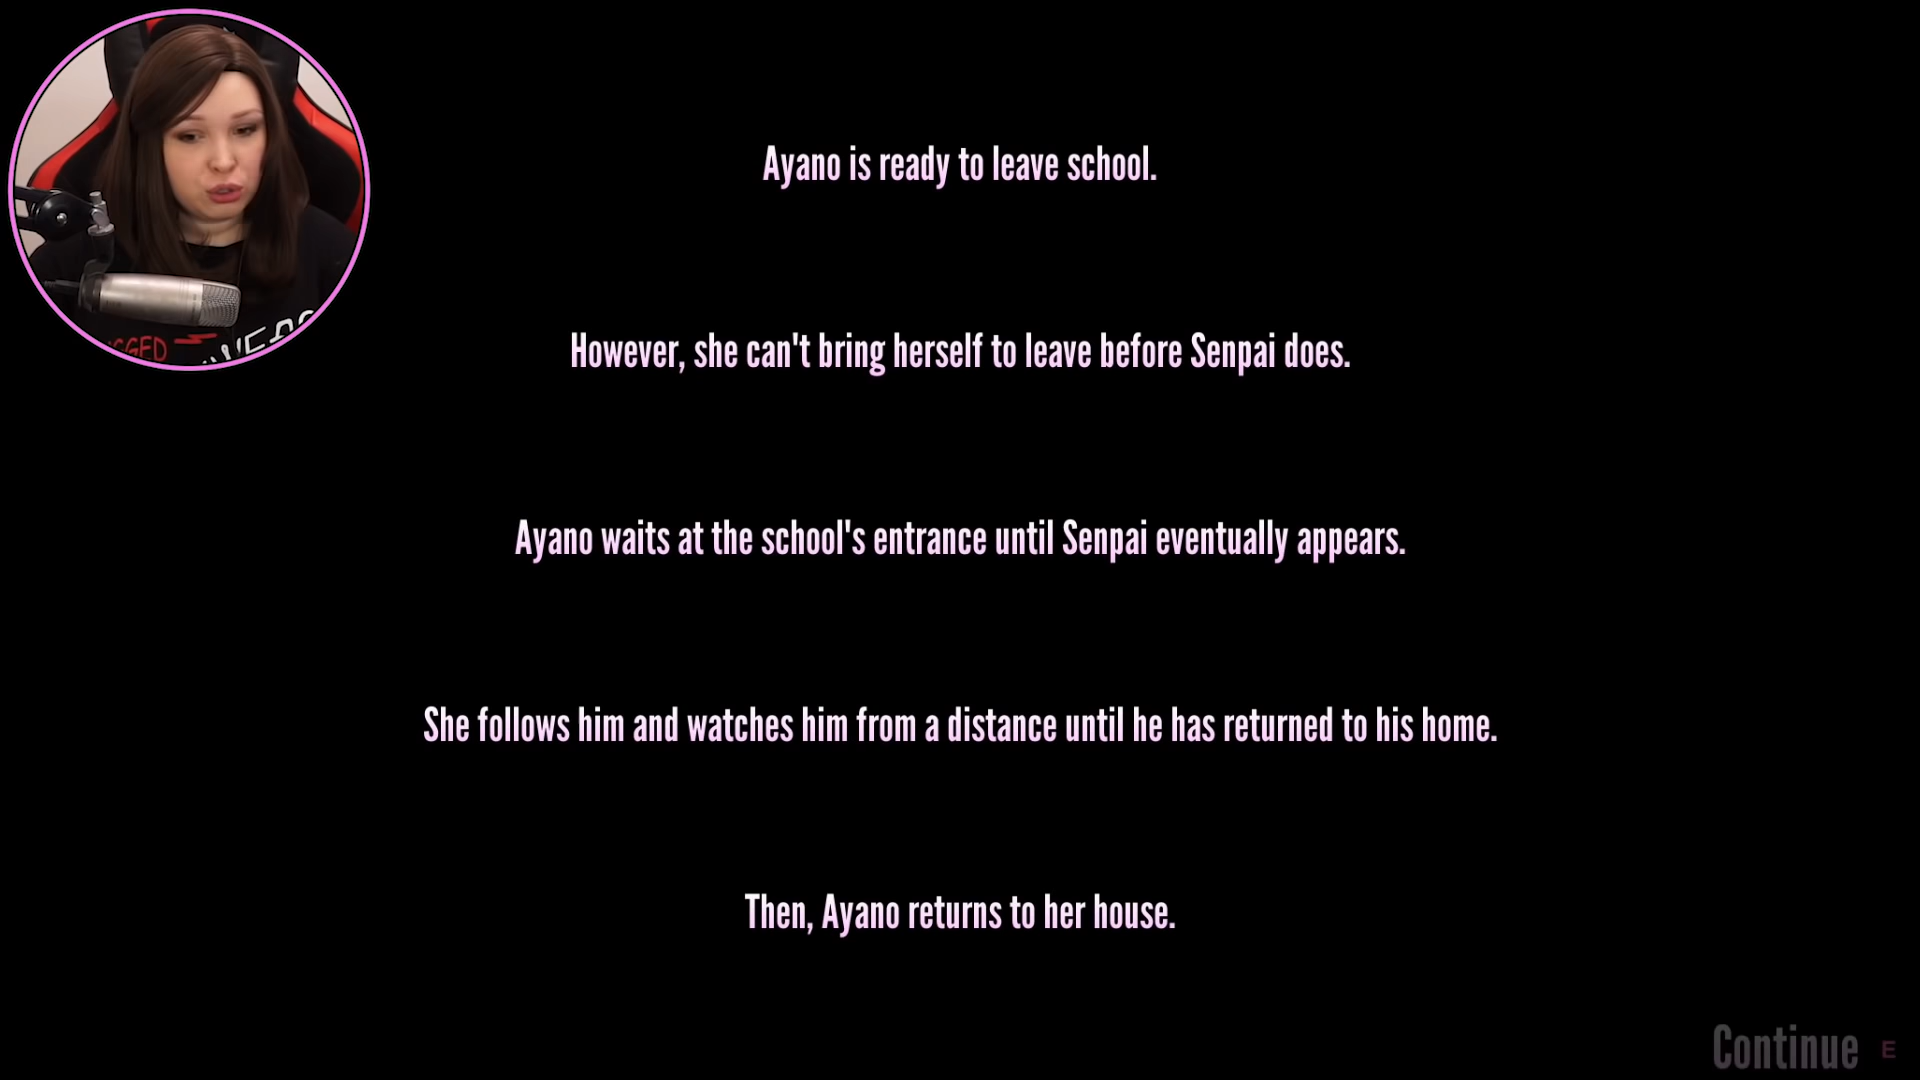 Ayano is ready to leave school.
However, she can't bring herself to leave before Senpai does.
Ayano waits at the school's entrance until Senpai eventually appears.
She follows him and watches him from a distance until he has returned to his home.
Then, Ayano returns to her house.
Continue E